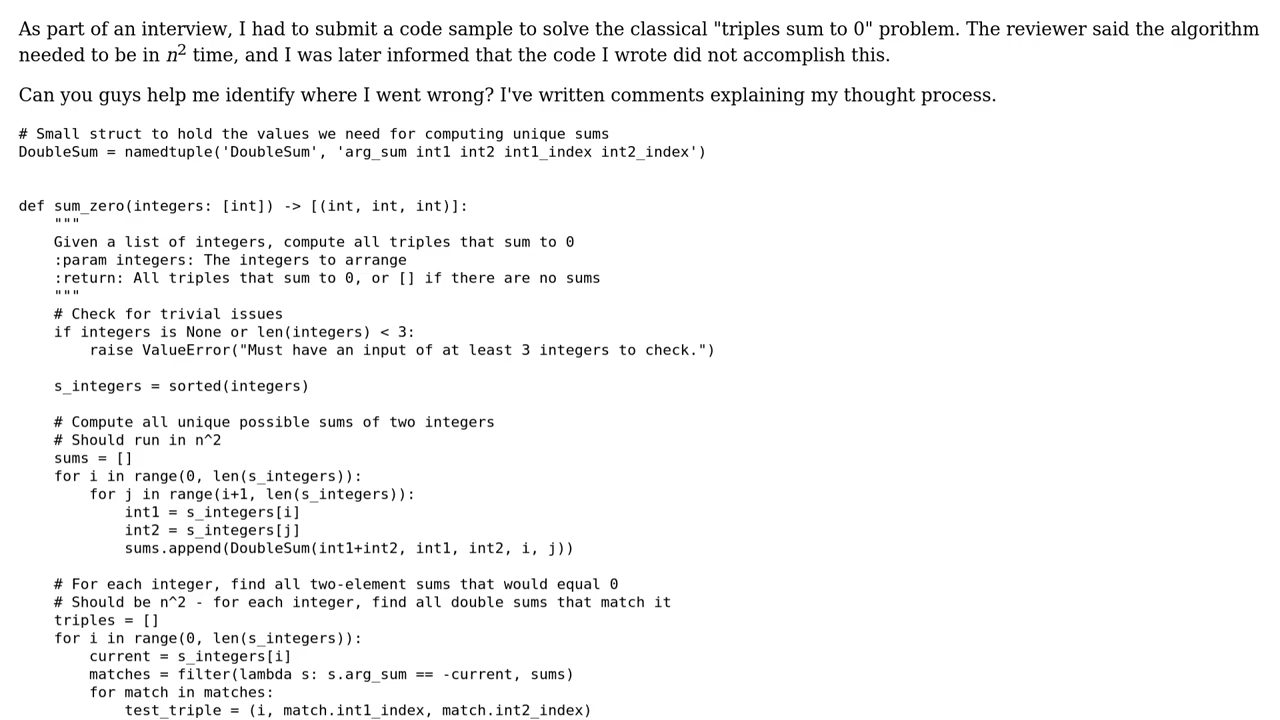 As part of an interview, I had to submit a code sample to solve the classical "triples sum to 0" problem. The reviewer said the algorithm
needed to be in n² time, and I was later informed that the code I wrote did not accomplish this.
Can you guys help me identify where I went wrong? I've written comments explaining my thought process.
# Small struct to hold the values we need for computing unique sums
DoubleSum = namedtuple('DoubleSum', 'arg_sum int1 int2 int1_index int2_index')
def sum_zero(integers: [int]) -> [(int, int, int)]:
    """
    Given a list of integers, compute all triples that sum to 0
    :param integers: The integers to arrange
    :return: All triples that sum to 0, or [] if there are no sums
    """
    # Check for trivial issues
    if integers is None or len(integers) < 3:
        raise ValueError("Must have an input of at least 3 integers to check.")
    s_integers = sorted(integers)
    # Compute all unique possible sums of two integers
    # Should run in n^2
    sums = []
    for i in range(0, len(s_integers)):
        for j in range(i+1, len(s_integers)):
            int1 = s_integers[i]
            int2 = s_integers[j]
            sums.append(DoubleSum(int1+int2, int1, int2, i, j))
    # For each integer, find all two-element sums that would equal 0
    # Should be n^2 - for each integer, find all double sums that match it
    triples = []
    for i in range(0, len(s_integers)):
        current = s_integers[i]
        matches = filter(lambda s: s.arg_sum == -current, sums)
        for match in matches:
            test_triple = (i, match.int1_index, match.int2_index)